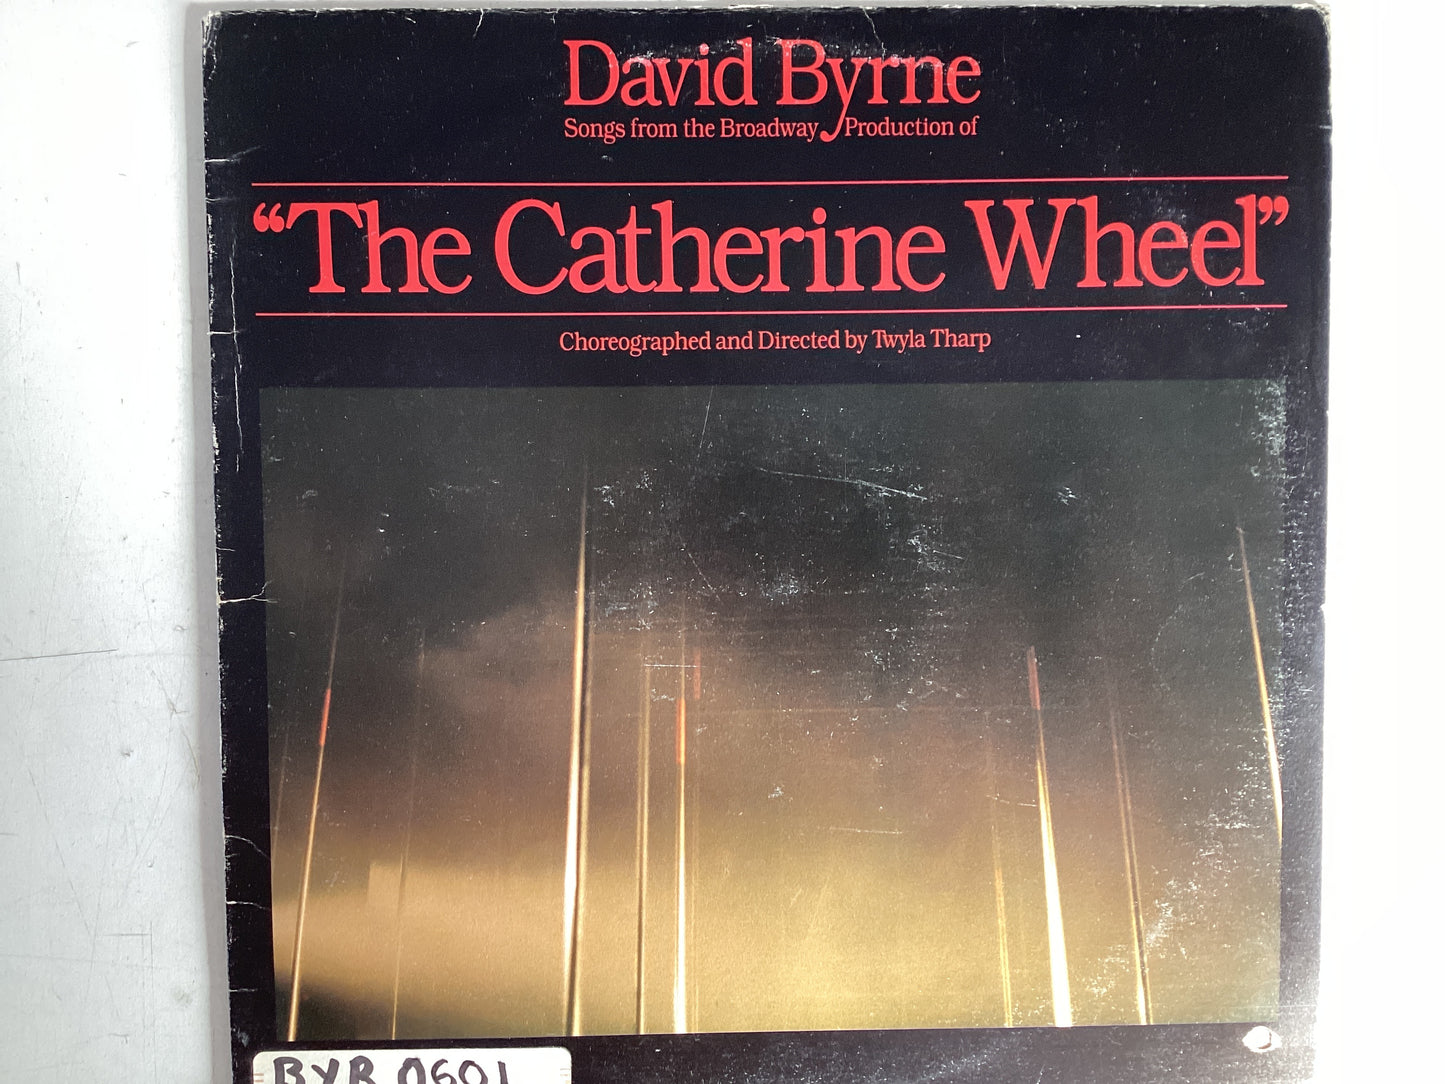 David Byrne
Songs from the Broadway Production of
“The Catherine Wheel”
Choreographed and Directed by Twyla Tharp
BYR 0601